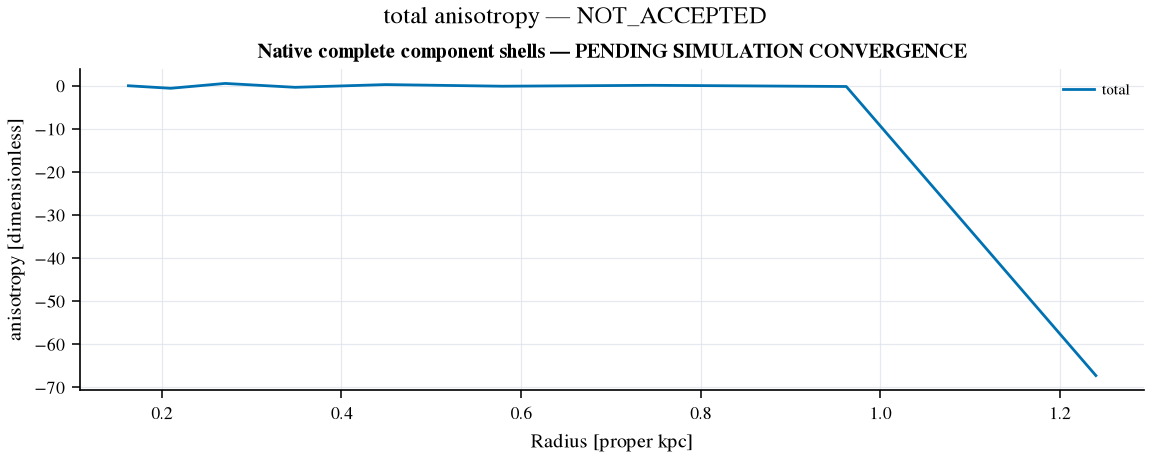 total anisotropy — NOT_ACCEPTED
Native complete component shells — PENDING SIMULATION CONVERGENCE
total
anisotropy [dimensionless]
0
−10
−20
−30
−40
−50
−60
−70
0.2 0.4 0.6 0.8 1.0 1.2
Radius [proper kpc]